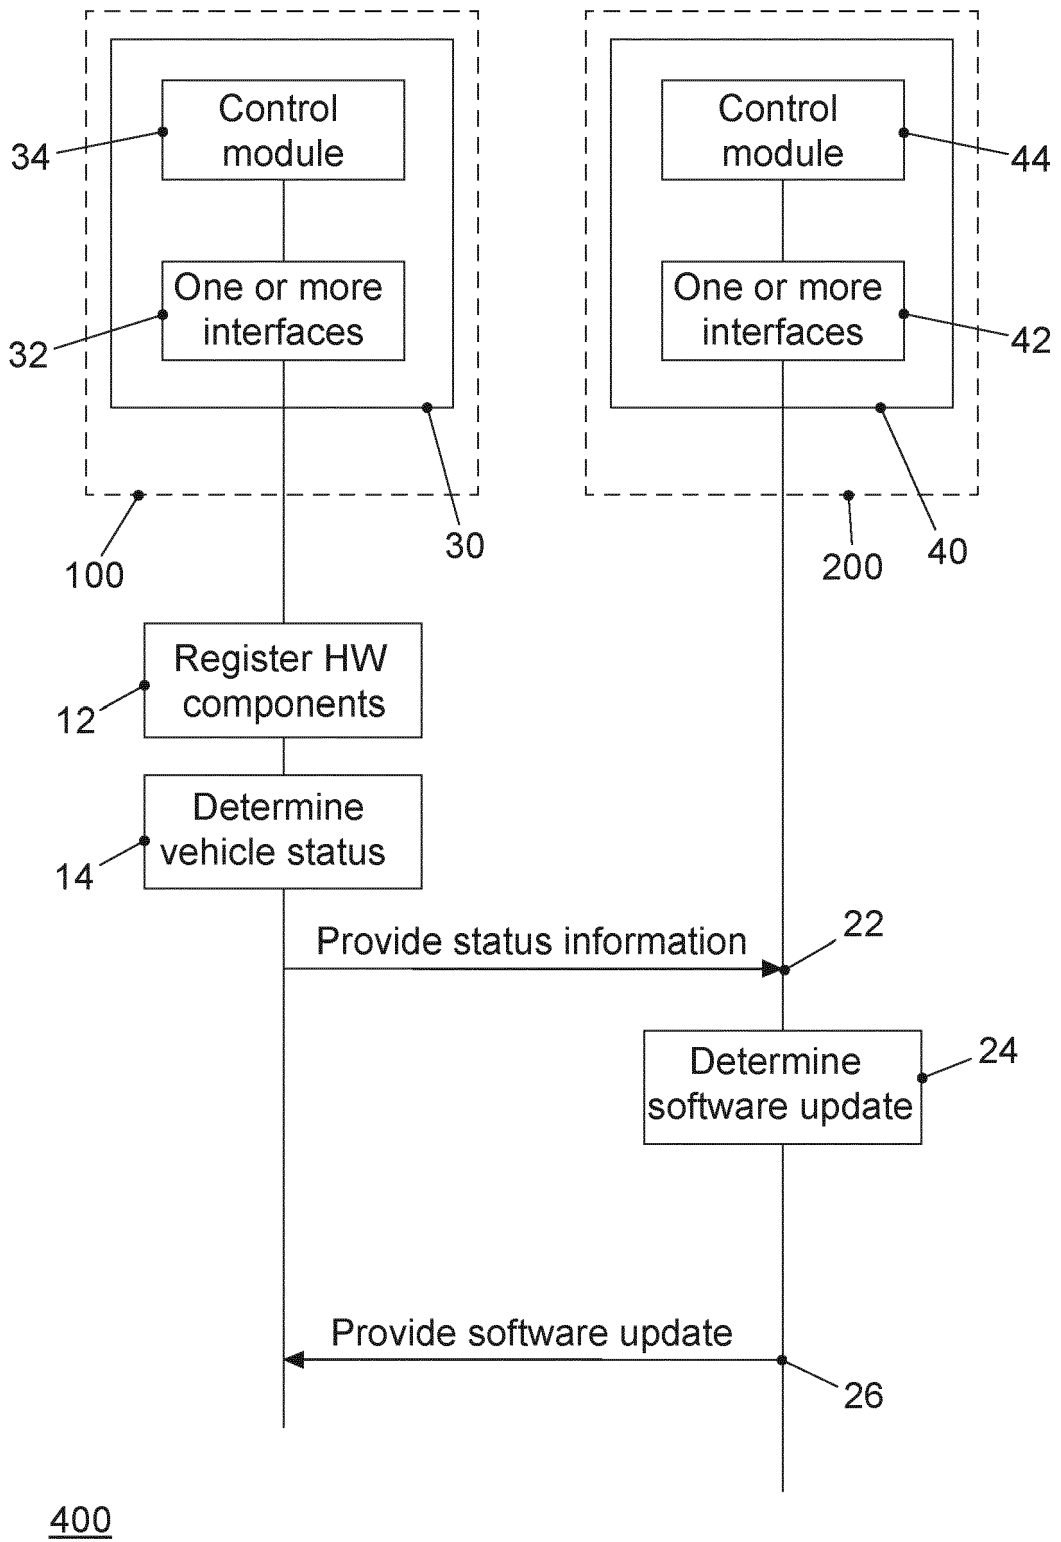 Control
module
34
One or more
interfaces
32
30
100
Control
module
44
One or more
interfaces
42
40
200
Register HW
components
12
Determine
vehicle status
14
Provide status information
22
Determine
software update
24
Provide software update
26
400